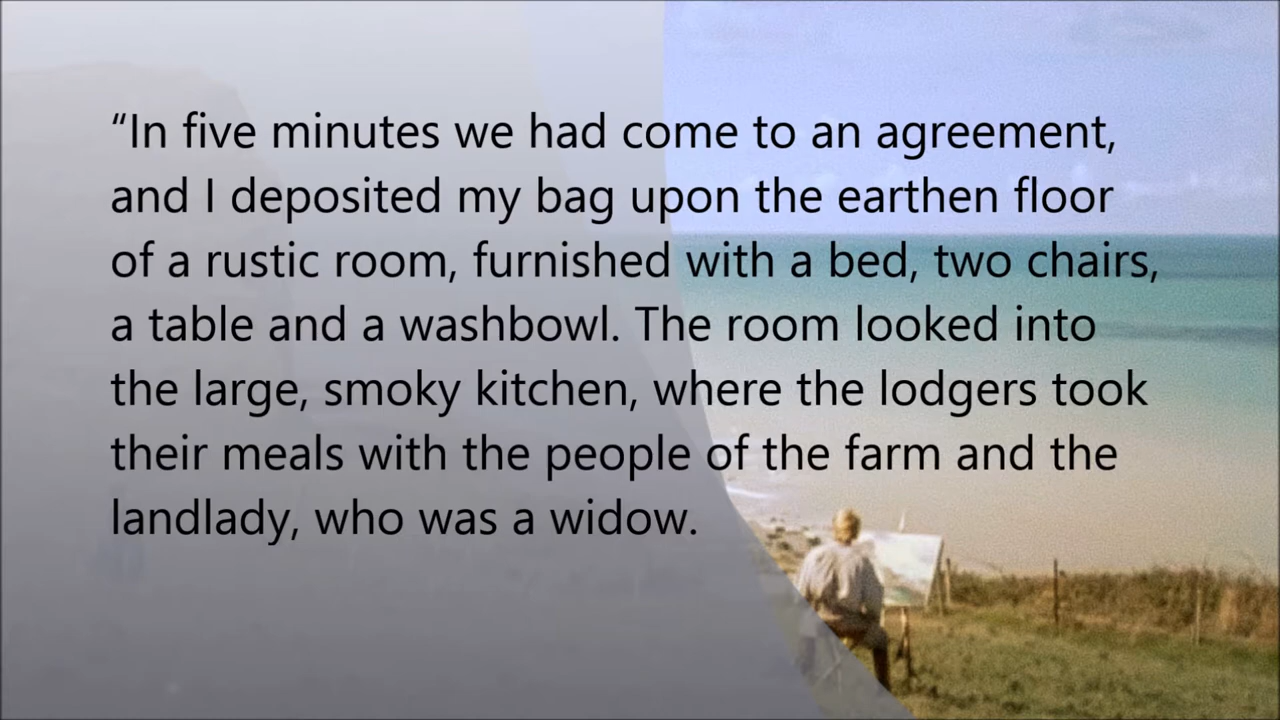 “In five minutes we had come to an agreement,
and I deposited my bag upon the earthen floor
of a rustic room, furnished with a bed, two chairs,
a table and a washbowl. The room looked into
the large, smoky kitchen, where the lodgers took
their meals with the people of the farm and the
landlady, who was a widow.